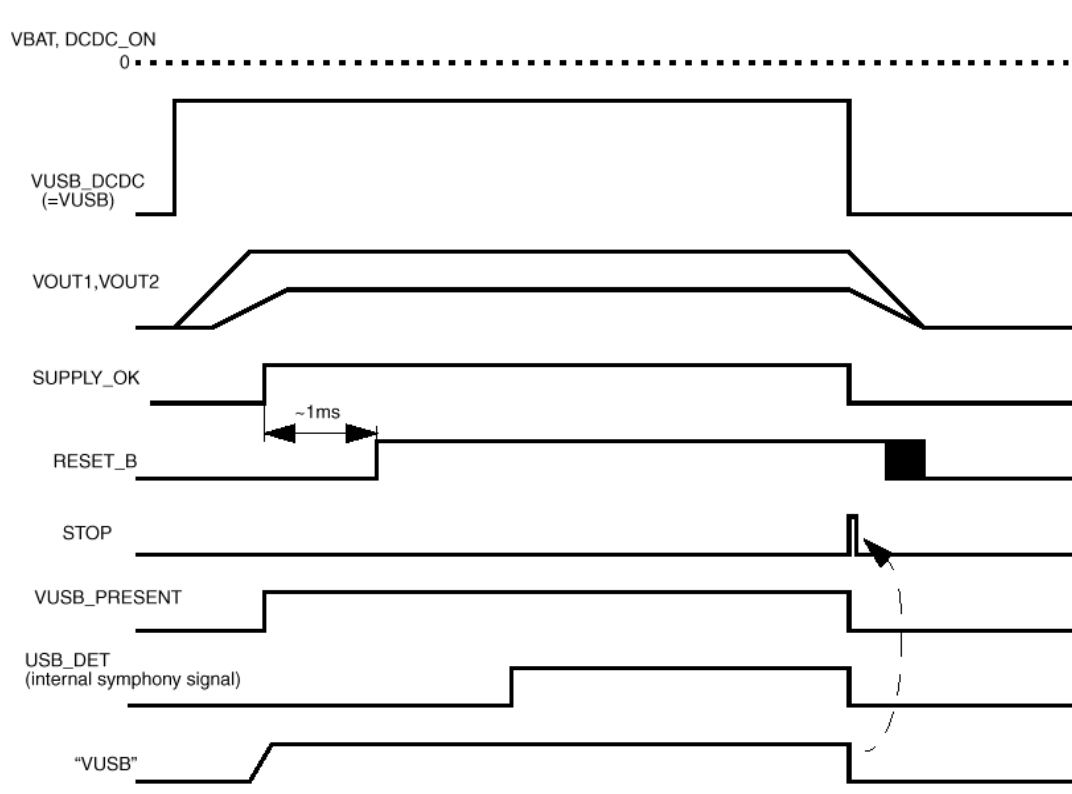 VBAT, DCDC_ON
0
VUSB_DCDC
(=VUSB)
VOUT1,VOUT2
SUPPLY_OK
~1ms
RESET_B
STOP
VUSB_PRESENT
USB_DET
(internal symphony signal)
“VUSB”